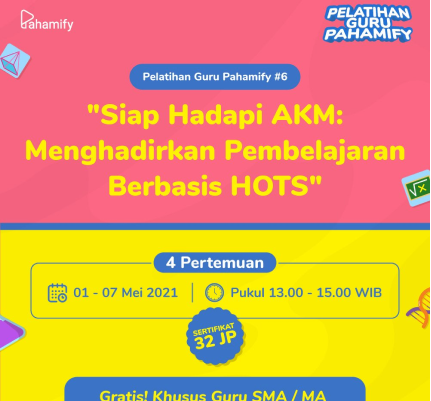 Pahamify
PELATIHAN
GURU
PAHAMIFY
Pelatihan Guru Pahamify #6
"Siap Hadapi AKM:
Menghadirkan Pembelajaran
Berbasis HOTS"
√x
4 Pertemuan
01 - 07 Mei 2021 | Pukul 13.00 - 15.00 WIB
SERTIFIKAT
32 JP
Gratis! Khusus Guru SMA / MA